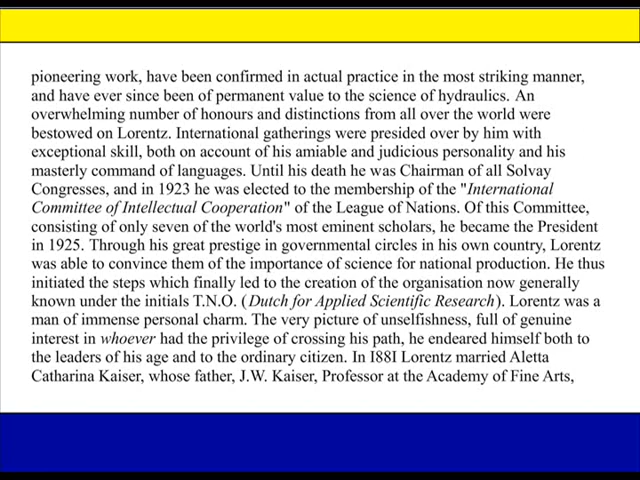 pioneering work, have been confirmed in actual practice in the most striking manner,
and have ever since been of permanent value to the science of hydraulics. An
overwhelming number of honours and distinctions from all over the world were
bestowed on Lorentz. International gatherings were presided over by him with
exceptional skill, both on account of his amiable and judicious personality and his
masterly command of languages. Until his death he was Chairman of all Solvay
Congresses, and in 1923 he was elected to the membership of the "International
Committee of Intellectual Cooperation" of the League of Nations. Of this Committee,
consisting of only seven of the world's most eminent scholars, he became the President
in 1925. Through his great prestige in governmental circles in his own country, Lorentz
was able to convince them of the importance of science for national production. He thus
initiated the steps which finally led to the creation of the organisation now generally
known under the initials T.N.O. (Dutch for Applied Scientific Research). Lorentz was a
man of immense personal charm. The very picture of unselfishness, full of genuine
interest in whoever had the privilege of crossing his path, he endeared himself both to
the leaders of his age and to the ordinary citizen. In I88I Lorentz married Aletta
Catharina Kaiser, whose father, J.W. Kaiser, Professor at the Academy of Fine Arts,